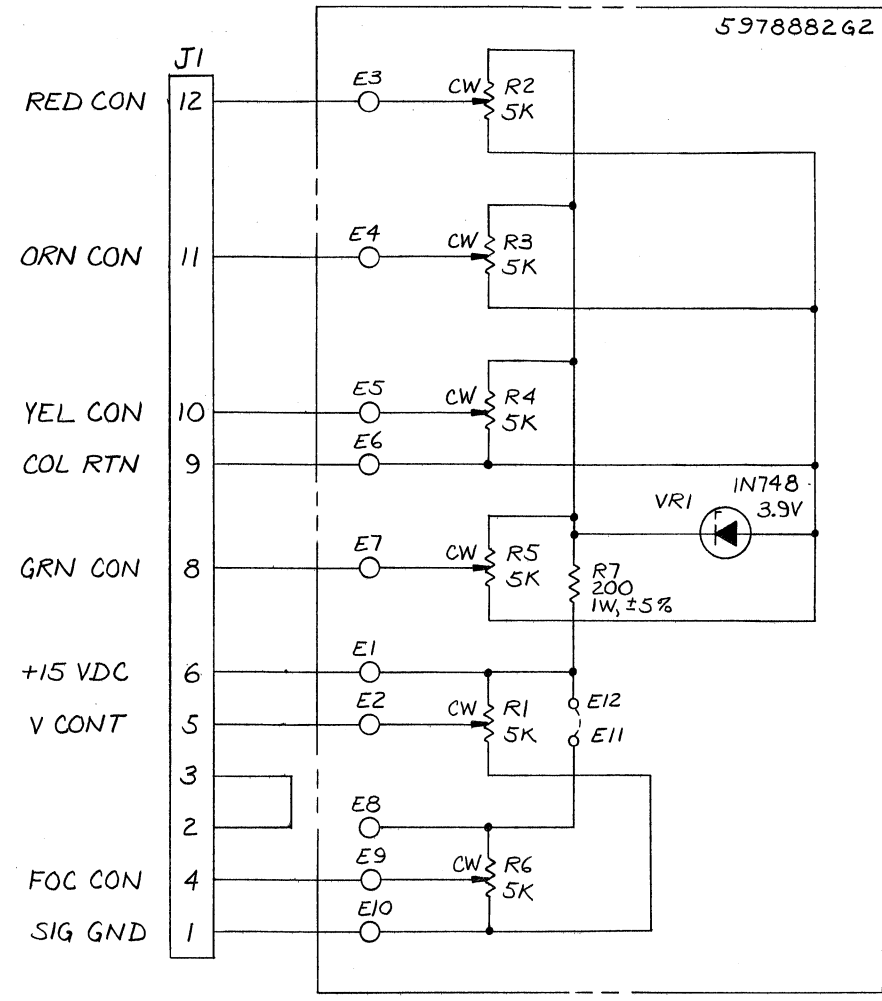 5978882G2
J1
RED CON 12 E3 CW R2
5K
ORN CON 11 E4 CW R3
5K
YEL CON 10 E5 CW R4
5K
COL RTN 9 E6
VR1 1N748
3.9V
GRN CON 8 E7 CW R5
5K
R7
200
1W, ±5%
+15 VDC 6 E1
V CONT 5 E2 CW R1
5K
E12
E11
3
2 E8
FOC CON 4 E9 CW R6
5K
SIG GND 1 E10